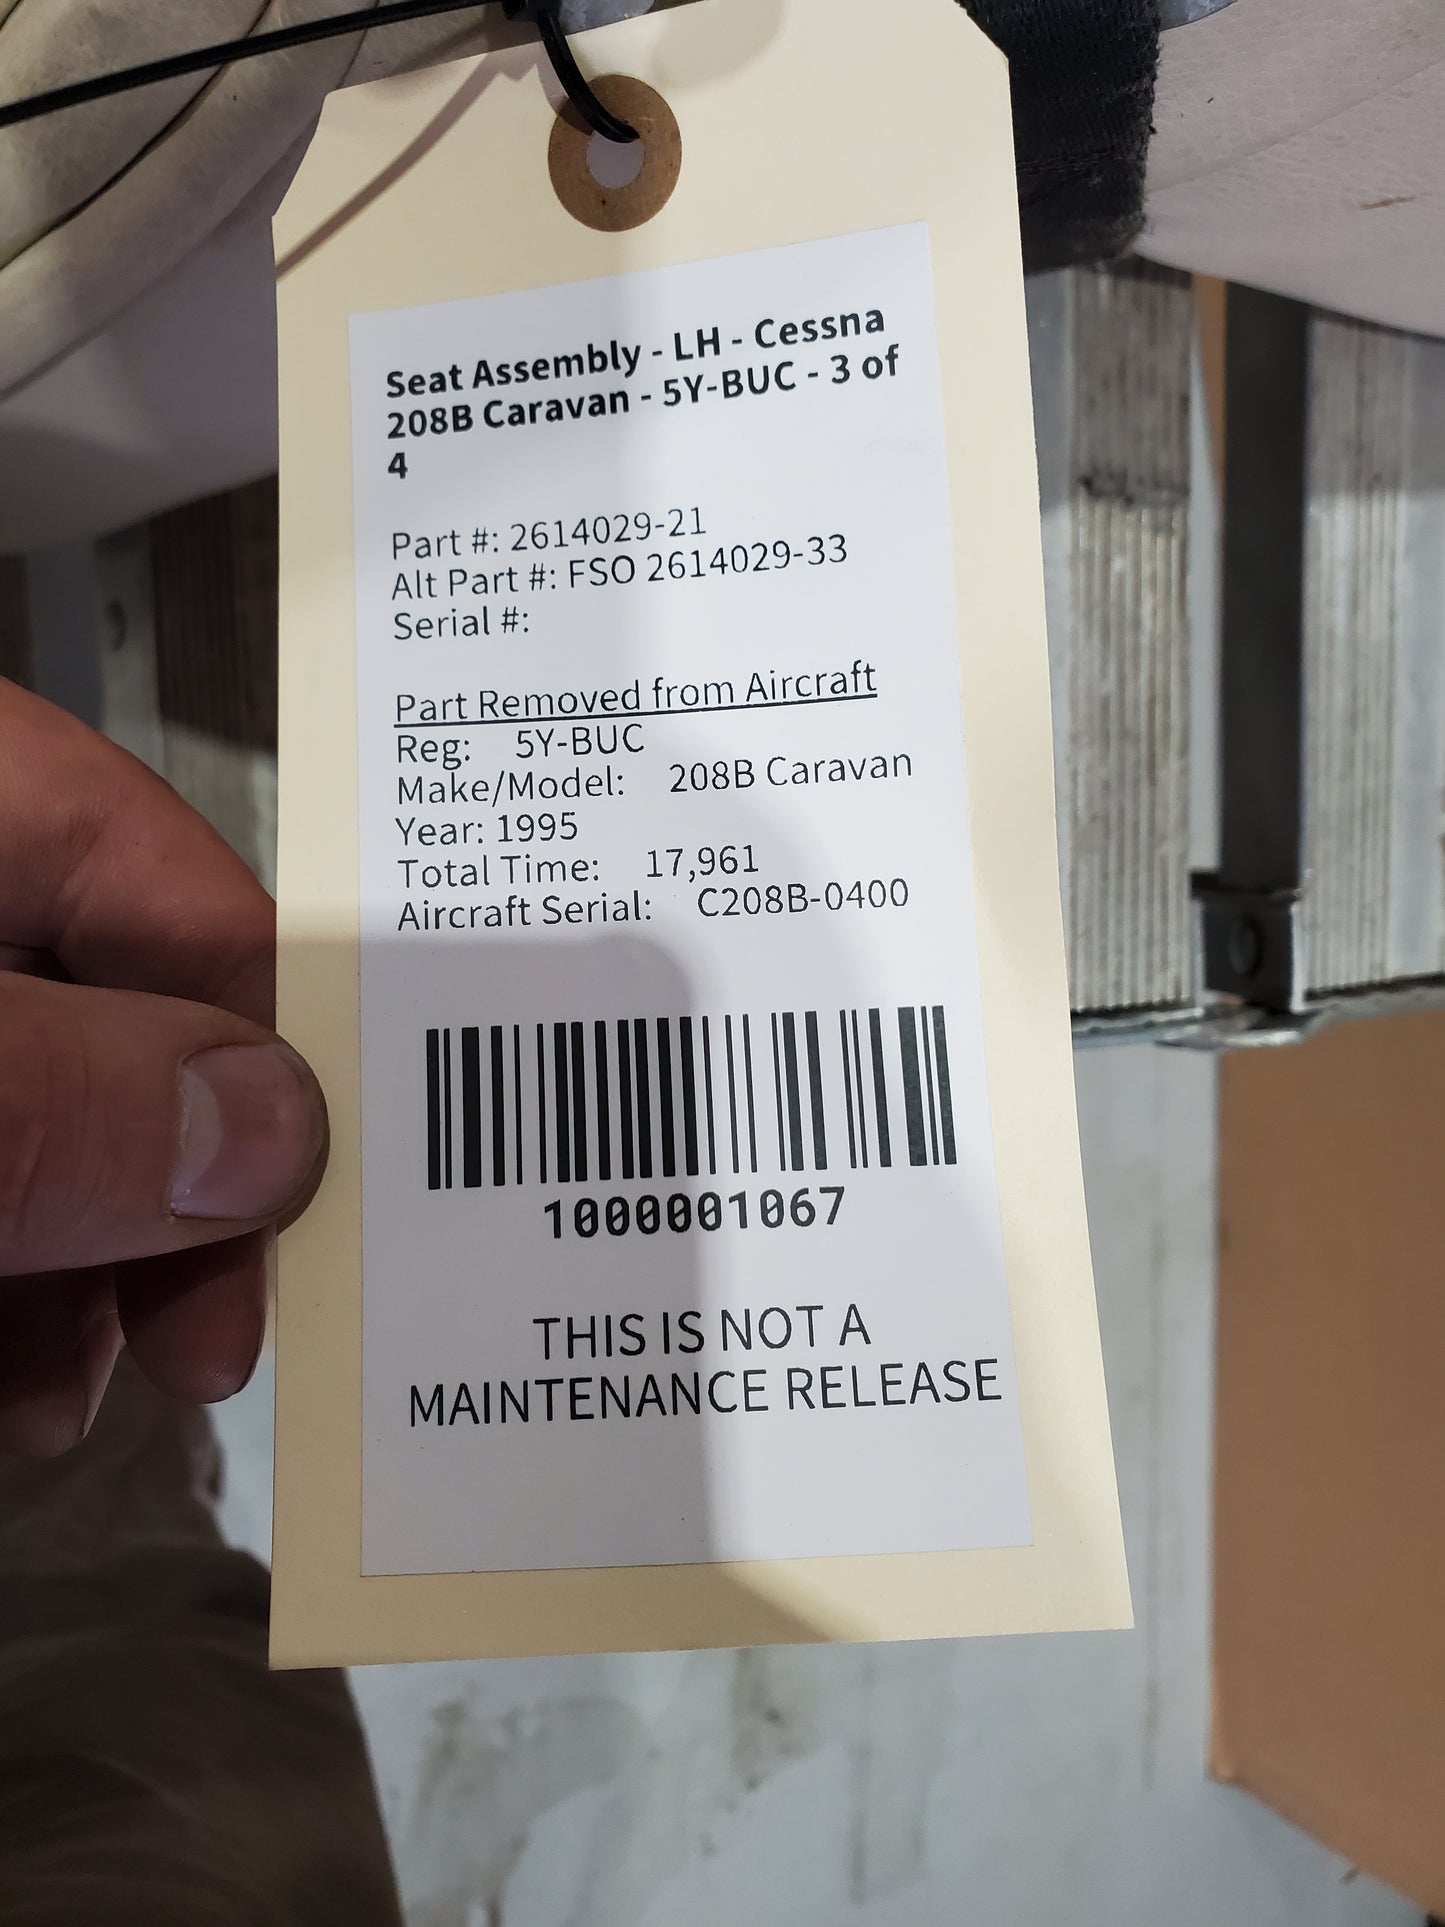 Seat Assembly - LH - Cessna
208B Caravan - 5Y-BUC - 3 of
4
Part #: 2614029-21
Alt Part #: FSO 2614029-33
Serial #:
Part Removed from Aircraft
Reg: 5Y-BUC
Make/Model: 208B Caravan
Year: 1995
Total Time: 17,961
Aircraft Serial: C208B-0400
1000001067
THIS IS NOT A
MAINTENANCE RELEASE